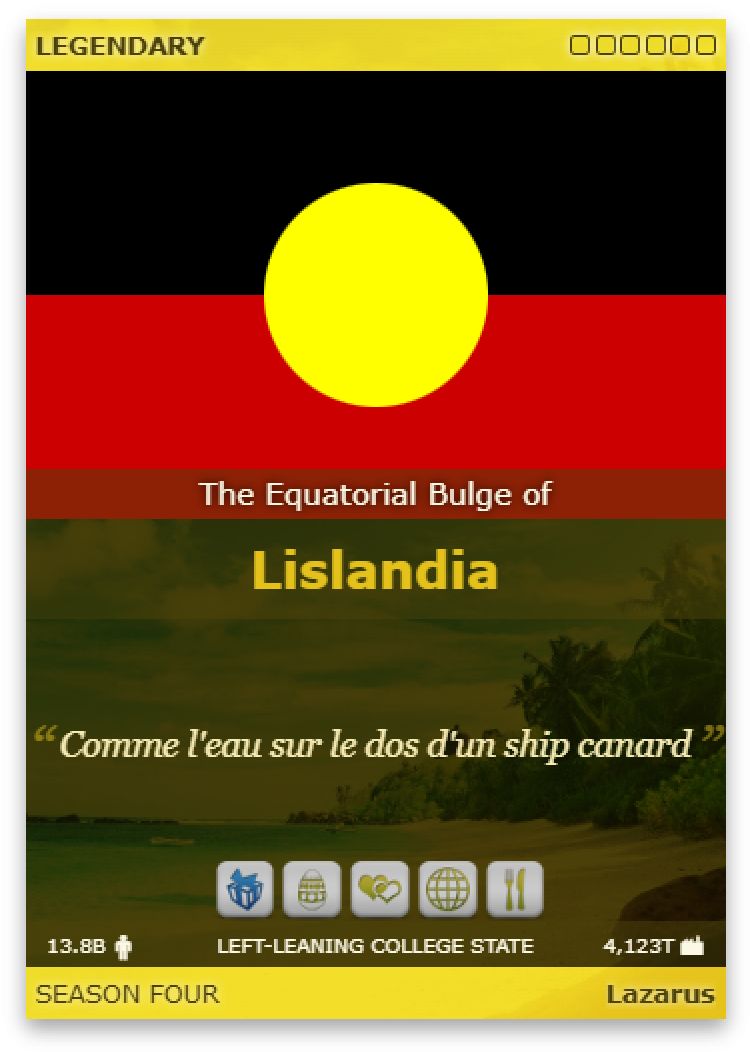 LEGENDARY
The Equatorial Bulge of
Lislandia
“Comme l'eau sur le dos d'un ship canard”
13.8B LEFT-LEANING COLLEGE STATE 4,123T
SEASON FOUR Lazarus